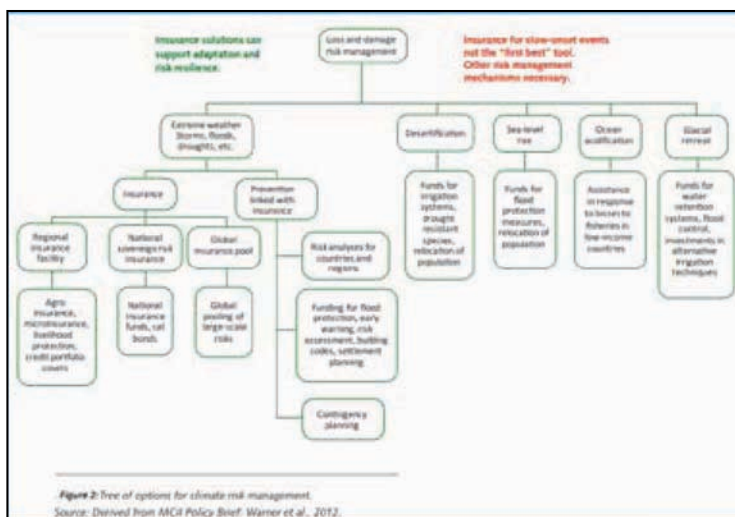 Insurance solutions can
support adaptation and
risk resilience.
Loss and damage
risk management
Insurance for slow-onset events
not the "first best" tool.
Other risk management
mechanisms necessary.
Extreme weather
Storms, floods,
droughts, etc.
Desertification
Sea-level
rise
Ocean
acidification
Glacial
retreat
Insurance
Prevention
linked with
insurance
Funds for
irrigation
systems,
drought
resistant
species,
relocation of
population
Funds for
flood
protection
measures,
relocation of
population
Assistance
in response
to losses to
fisheries in
low-income
countries
Funds for
water
retention
systems, flood
control,
investments in
alternative
irrigation
techniques
Regional
insurance
facility
National
sovereign risk
insurance
Global
insurance pool
Risk analyses for
countries and
regions
Agro
insurance,
microinsurance,
livelihood
protection,
credit portfolio
covers
National
insurance
funds, cat
bonds
Global
pooling of
large-scale
risks
Funding for flood
protection, early
warning, risk
assessment, building
codes, settlement
planning
Contingency
planning
Figure 2: Tree of options for climate risk management.
Source: Derived from MCII Policy Brief: Warner et al., 2012.